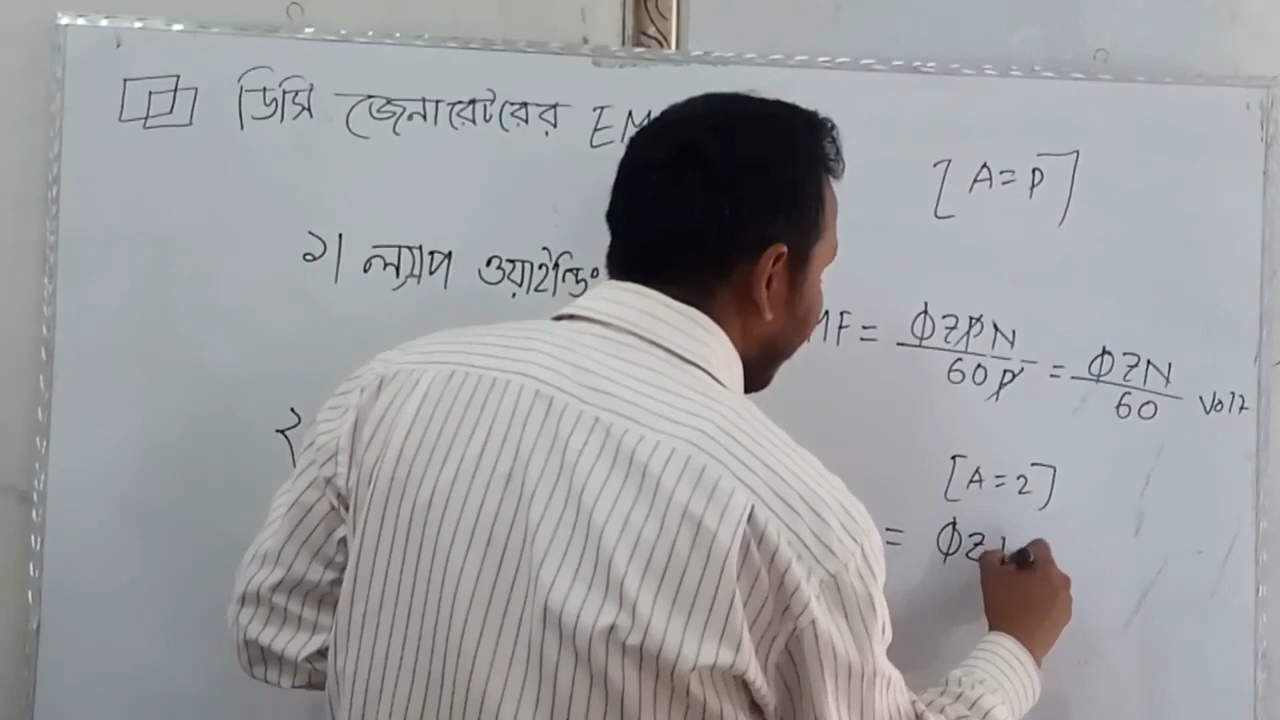 ডিসি জেনারেটরের EM
[A=P]
১। ল্যাপ ওয়াইন্ডিং
MF = ΦZPN / 60P = ΦZN / 60 Volt
২
[A=2]
= ΦZ